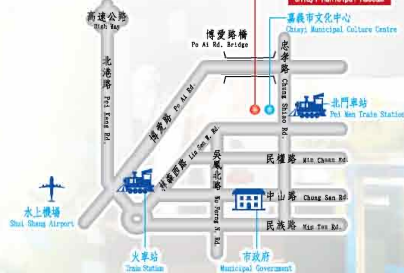 Chiayi Municipal Museum
嘉義市文化中心
Chiayi Municipal Culture Centre
高速公路
High Way
博愛路橋
Po Ai Rd. Bridge
忠孝路 Chung Shiao Rd.
北港路 Pei Kang Rd.
博愛路 Po Ai Rd.
北門車站
Pei Men Train Station
林森西路 Lin Sen W. Rd.
吳鳳北路 Wu Fong N. Rd.
民權路 Min Chuan Rd.
中山路 Chung San Rd.
民族路 Min Tsu Rd.
水上機場
Shui Shang Airport
火車站
Train Station
市政府
Municipal Government